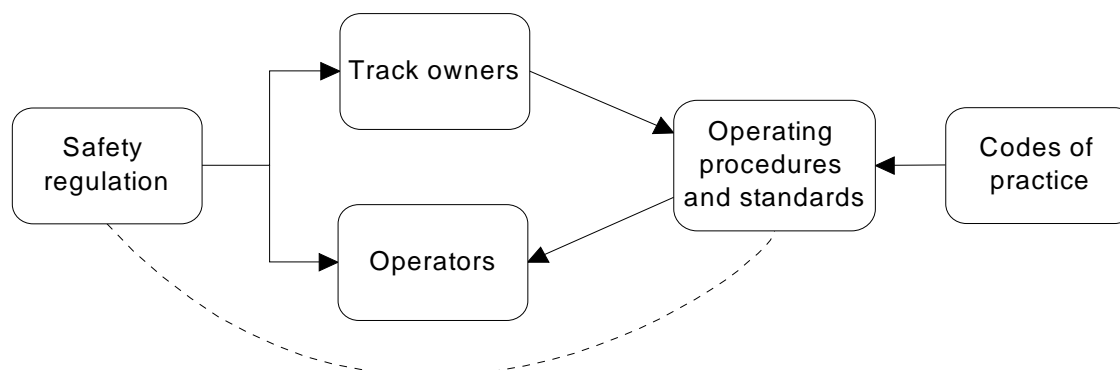 Track owners
Safety
regulation
Operating
procedures
and standards
Codes of
practice
Operators